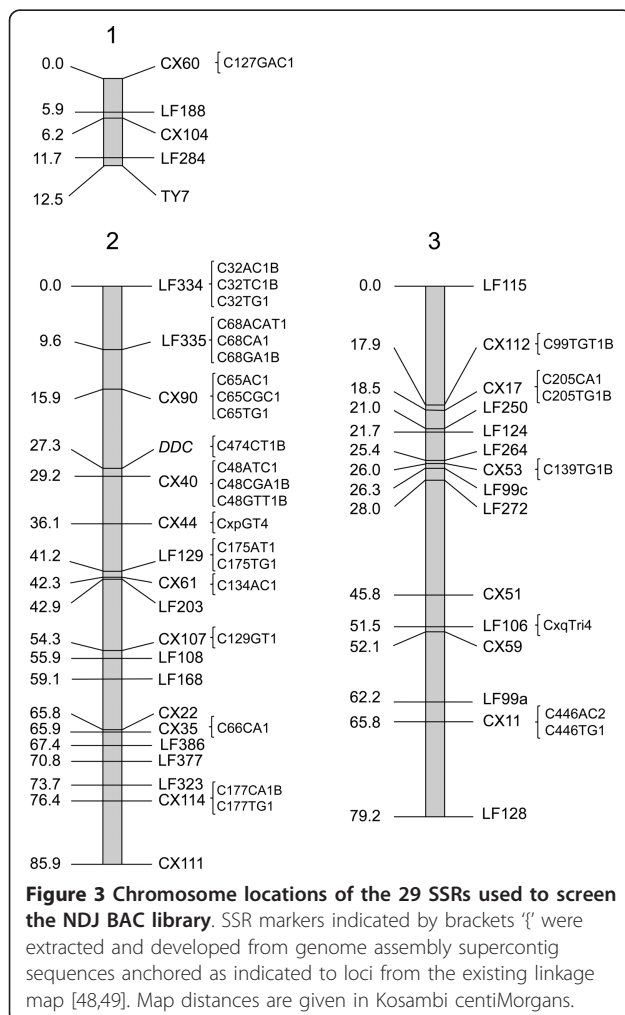 1
0.0 CX60 { C127GAC1
5.9 LF188
6.2 CX104
11.7 LF284
12.5 TY7
2
0.0 LF334 { C32AC1B
C32TC1B
C32TG1
9.6 LF335 { C68ACAT1
C68CA1
C68GA1B
15.9 CX90 { C65AC1
C65CGC1
C65TG1
27.3 DDC { C474CT1B
29.2 CX40 { C48ATC1
C48CGA1B
C48GTT1B
36.1 CX44 { CxpGT4
41.2 LF129 { C175AT1
C175TG1
42.3 CX61 { C134AC1
42.9 LF203
54.3 CX107 { C129GT1
55.9 LF108
59.1 LF168
65.8 CX22
65.9 CX35 { C66CA1
67.4 LF386
70.8 LF377
73.7 LF323
76.4 CX114 { C177CA1B
C177TG1
85.9 CX111
3
0.0 LF115
17.9 CX112 { C99TGT1B
18.5 CX17 { C205CA1
C205TG1B
21.0 LF250
21.7 LF124
25.4 LF264
26.0 CX53 { C139TG1B
26.3 LF99c
28.0 LF272
45.8 CX51
51.5 LF106 { CxqTri4
52.1 CX59
62.2 LF99a
65.8 CX11 { C446AC2
C446TG1
79.2 LF128
Figure 3 Chromosome locations of the 29 SSRs used to screen
the NDJ BAC library. SSR markers indicated by brackets ‘{’ were
extracted and developed from genome assembly supercontig
sequences anchored as indicated to loci from the existing linkage
map [48,49]. Map distances are given in Kosambi centiMorgans.